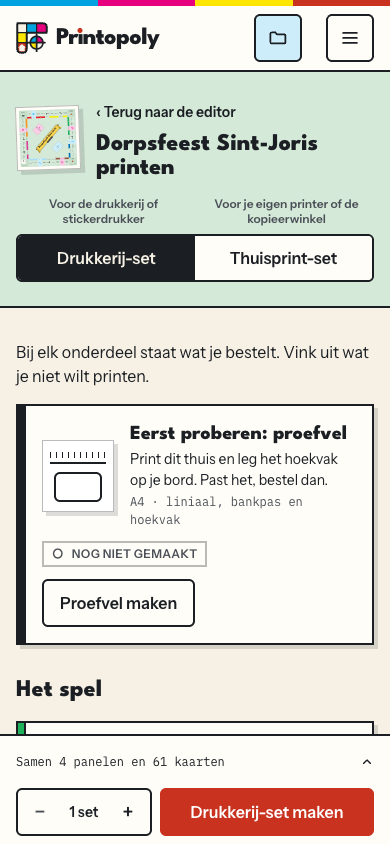 Printopoly
‹ Terug naar de editor
Dorpsfeest Sint-Joris
printen
Voor de drukkerij of
stickerdrukker
Voor je eigen printer of de
kopieerwinkel
Drukkerij-set
Thuisprint-set
Bij elk onderdeel staat wat je bestelt. Vink uit wat
je niet wilt printen.
Eerst proberen: proefvel
Print dit thuis en leg het hoekvak
op je bord. Past het, bestel dan.
A4 · liniaal, bankpas en
hoekvak
NOG NIET GEMAAKT
Proefvel maken
Het spel
Samen 4 panelen en 61 kaarten
− 1 set +
Drukkerij-set maken